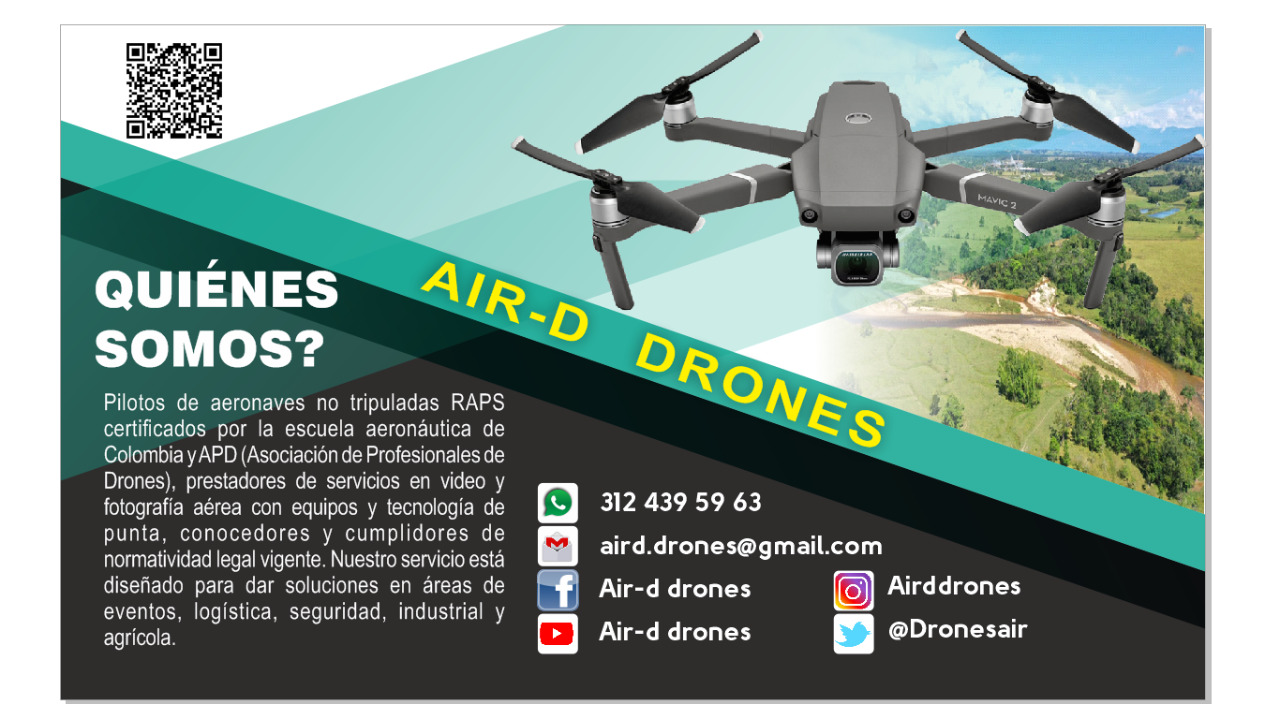 MAVIC 2
AIR-D DRONES
QUIÉNES
SOMOS?
Pilotos de aeronaves no tripuladas RAPS
certificados por la escuela aeronáutica de
Colombia y APD (Asociación de Profesionales de
Drones), prestadores de servicios en video y
fotografía aérea con equipos y tecnología de
punta, conocedores y cumplidores de
normatividad legal vigente. Nuestro servicio está
diseñado para dar soluciones en áreas de
eventos, logística, seguridad, industrial y
agrícola.
312 439 59 63
aird.drones@gmail.com
Air-d drones
Airddrones
Air-d drones
@Dronesair